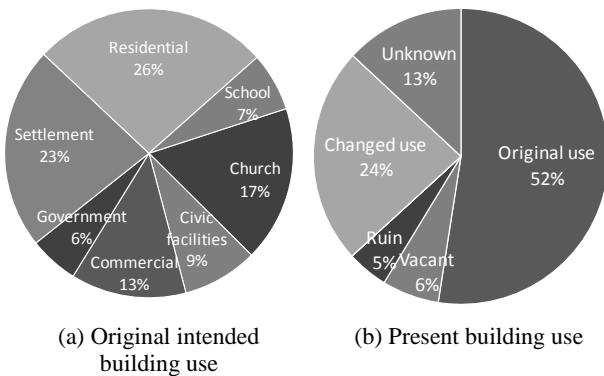 Residential
26%
School
7%
Church
17%
Civic
facilities
9%
Commercial
13%
Government
6%
Settlement
23%
(a) Original intended
building use
Unknown
13%
Original use
52%
Vacant
6%
Ruin
5%
Changed use
24%
(b) Present building use